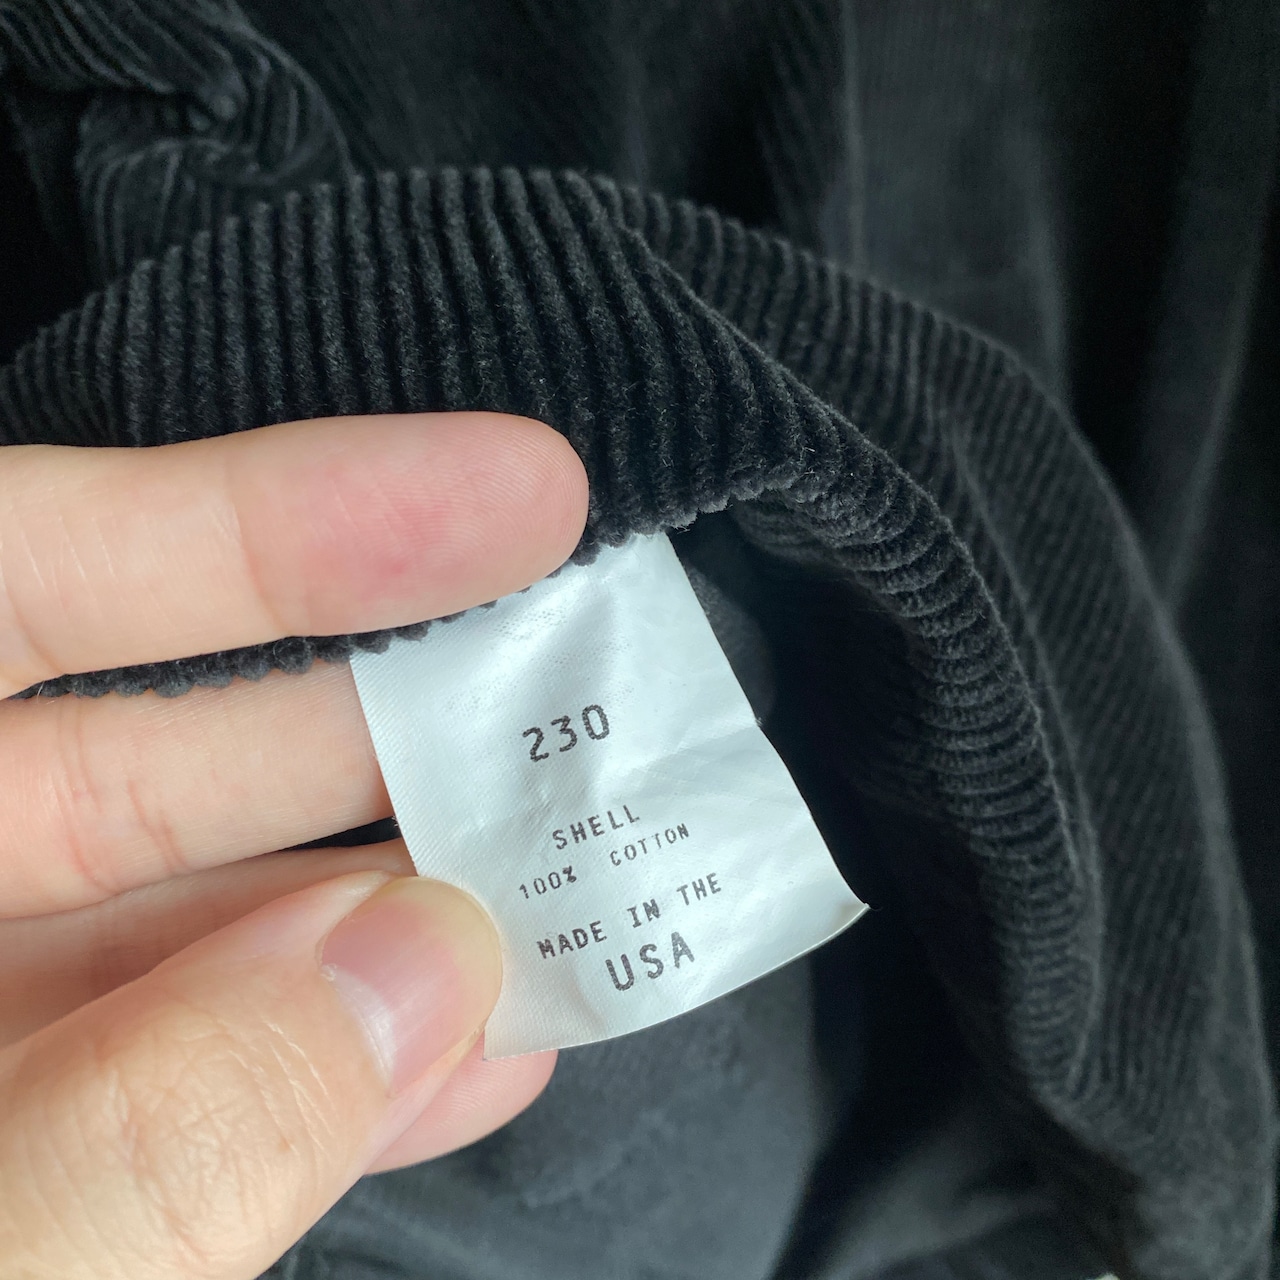 230
SHELL
100% COTTON
MADE IN THE
USA